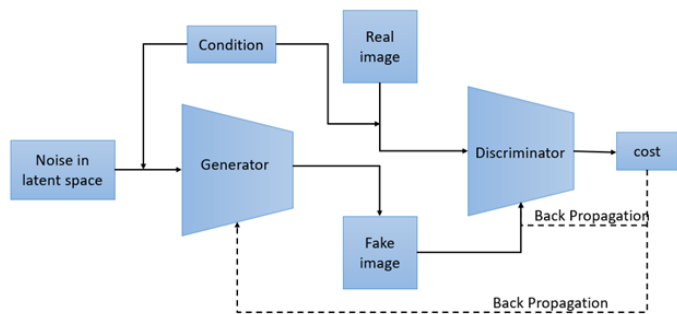 Condition
Real
image
Noise in
latent space
Generator
Discriminator
cost
Fake
image
Back Propagation
Back Propagation